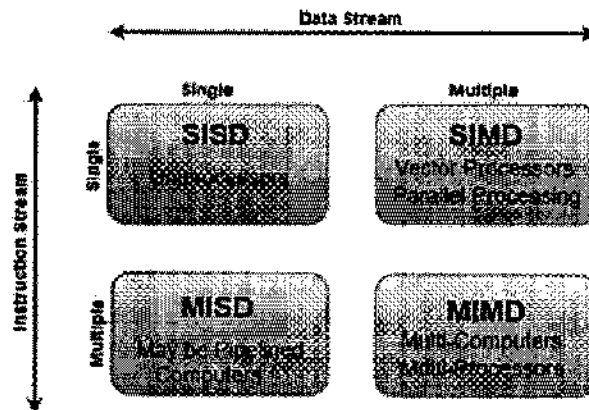 Data Stream
Single
Multiple
Instruction Stream
Single
SISD
SIMD
Vector Processors
Parallel Processing
Multiple
MISD
May be Pipelined
Computers
MIMD
Multi-Computers
Multi-Processors